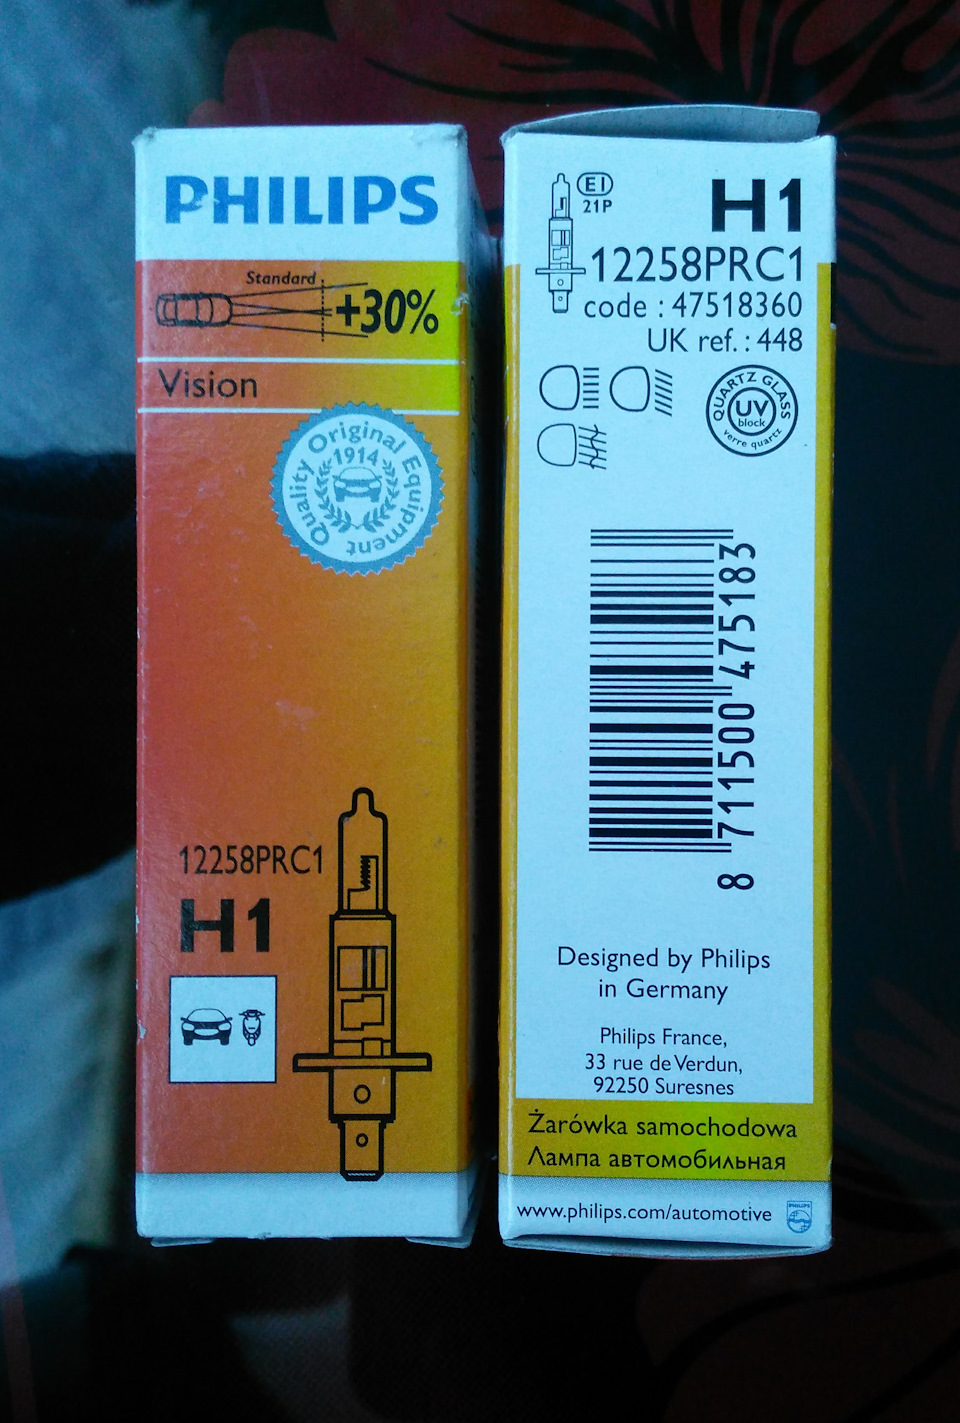 PHILIPS
Standard
+30%
Vision
Quality Original Equipment
1914
12258PRC1
H1
E1
21P
H1
12258PRC1
code : 47518360
UK ref. : 448
QUARTZ GLASS
UV
block
verre quartz
8 711500 475183
Designed by Philips
in Germany
Philips France,
33 rue de Verdun,
92250 Suresnes
Żarówka samochodowa
Лампа автомобильная
www.philips.com/automotive
PHILIPS